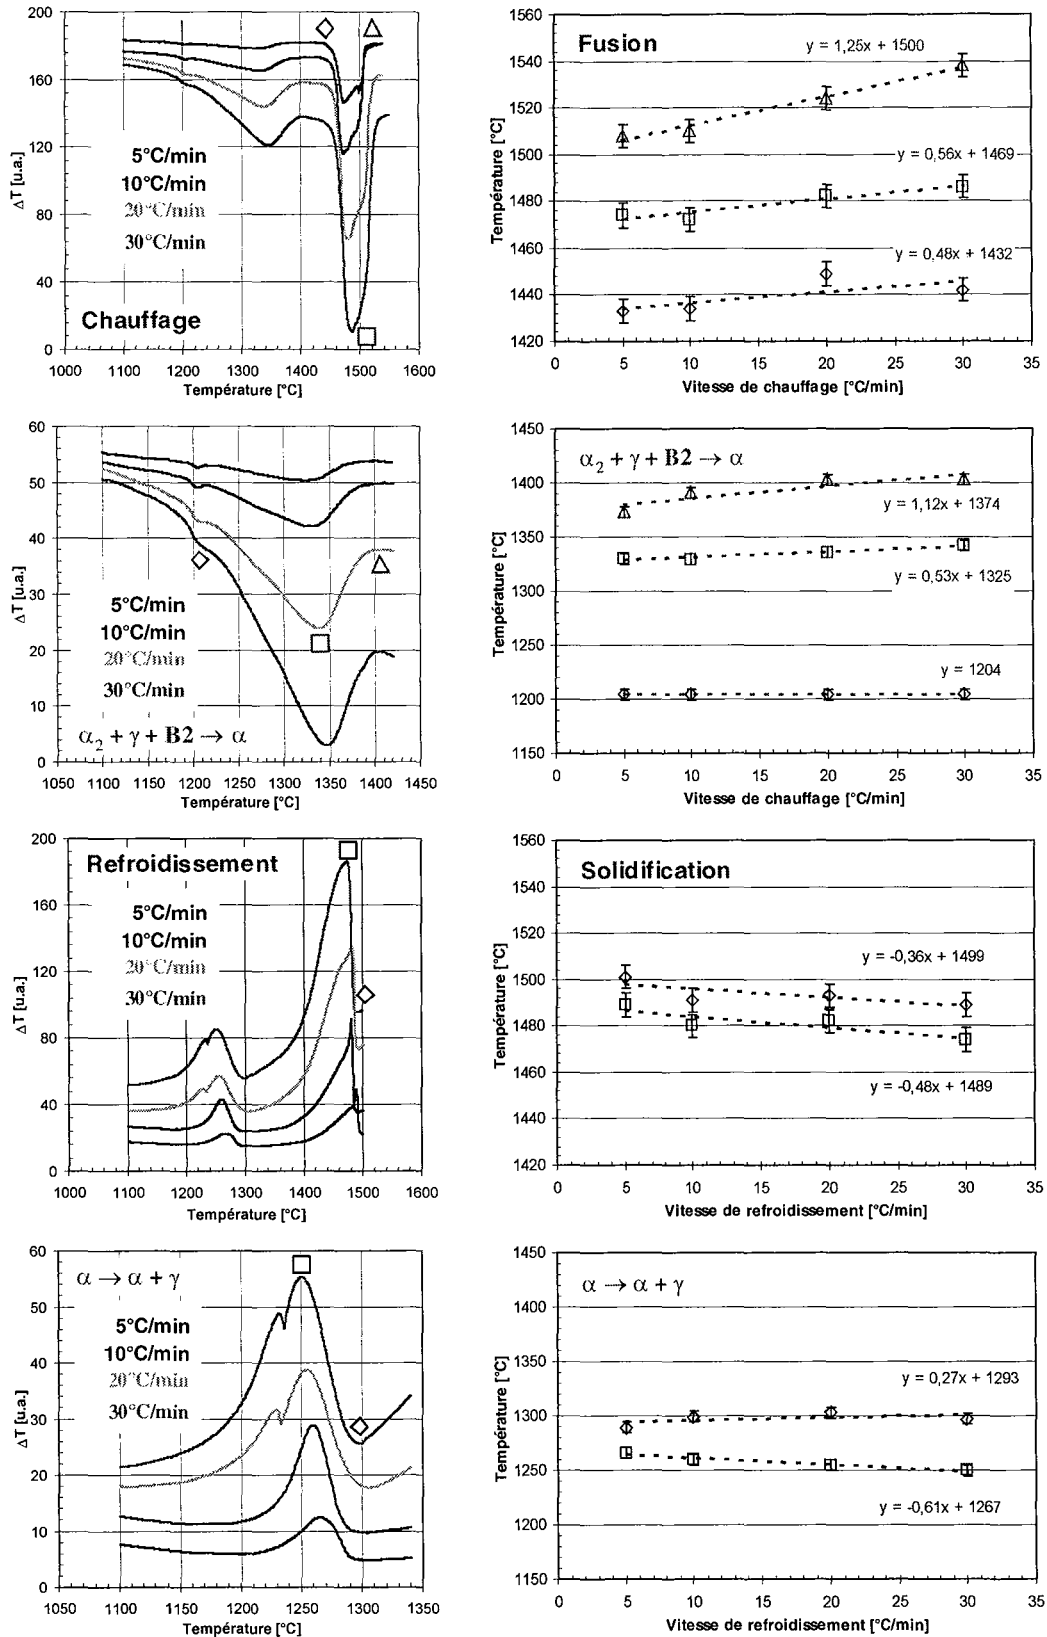 200
160
120
80
40
0
ΔT [u.a.]
5°C/min
10°C/min
20°C/min
30°C/min
Chauffage
1000 1100 1200 1300 1400 1500 1600
Température [°C]
1560
1540
1520
1500
1480
1460
1440
1420
Température [°C]
Fusion
y = 1,25x + 1500
y = 0,56x + 1469
y = 0,48x + 1432
0 5 10 15 20 25 30 35
Vitesse de chauffage [°C/min]
60
50
40
30
20
10
0
ΔT [u.a.]
5°C/min
10°C/min
20°C/min
30°C/min
α₂ + γ + B2 → α
1050 1100 1150 1200 1250 1300 1350 1400 1450
Température [°C]
1450
1400
1350
1300
1250
1200
1150
Température [°C]
α₂ + γ + B2 → α
y = 1,12x + 1374
y = 0,53x + 1325
y = 1204
0 5 10 15 20 25 30 35
Vitesse de chauffage [°C/min]
200
160
120
80
40
0
ΔT [u.a.]
Refroidissement
5°C/min
10°C/min
20°C/min
30°C/min
1000 1100 1200 1300 1400 1500 1600
Température [°C]
1560
1540
1520
1500
1480
1460
1440
1420
Température [°C]
Solidification
y = -0,36x + 1499
y = -0,48x + 1489
0 5 10 15 20 25 30 35
Vitesse de refroidissement [°C/min]
60
50
40
30
20
10
0
ΔT [u.a.]
α → α + γ
5°C/min
10°C/min
20°C/min
30°C/min
1050 1100 1150 1200 1250 1300 1350
Température [°C]
1450
1400
1350
1300
1250
1200
1150
Température [°C]
α → α + γ
y = 0,27x + 1293
y = -0,61x + 1267
0 5 10 15 20 25 30 35
Vitesse de refroidissement [°C/min]